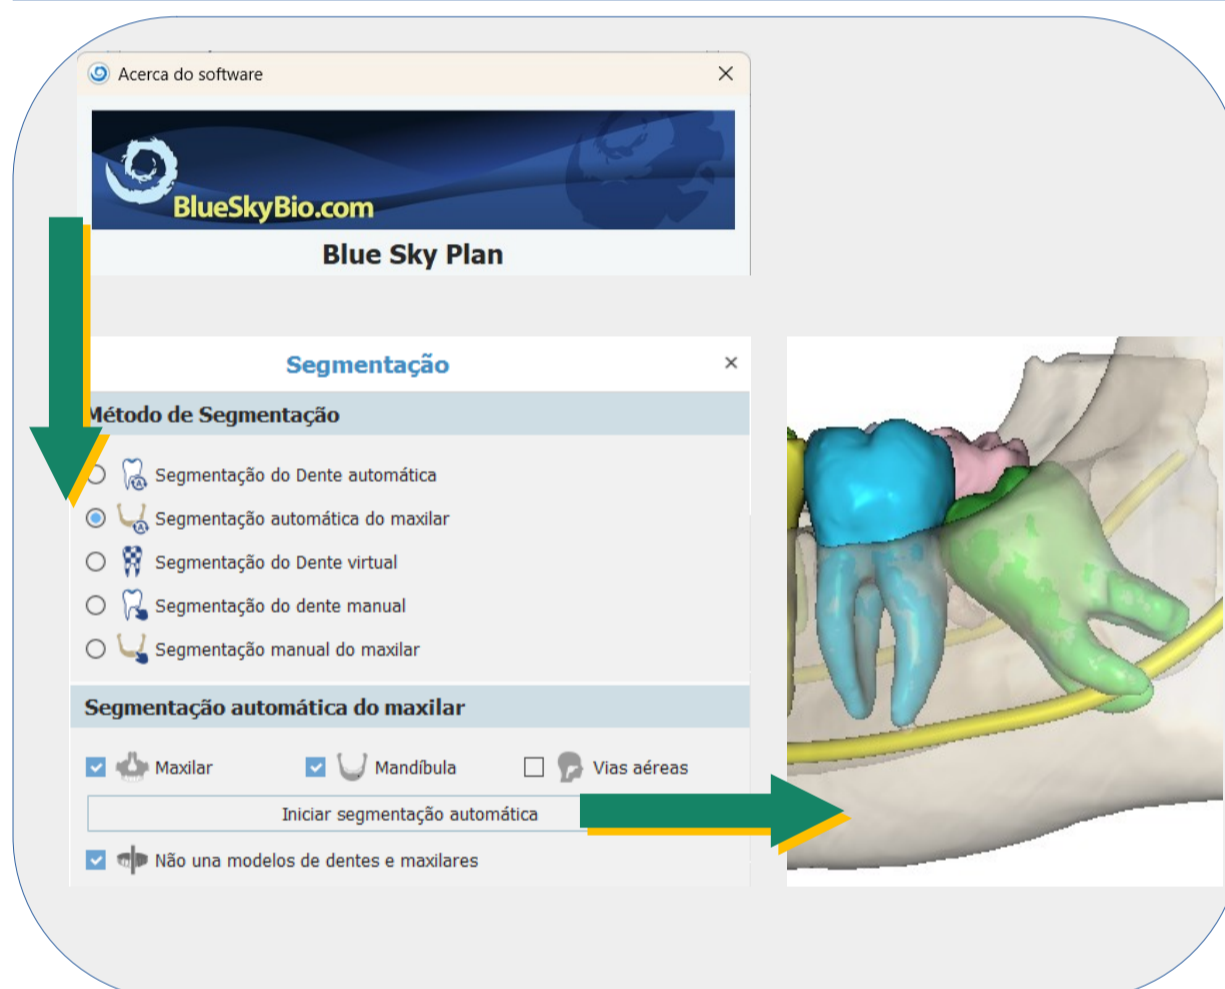 Acerca do software
BlueSkyBio.com
Blue Sky Plan
Segmentação
Método de Segmentação
Segmentação do Dente automática
Segmentação automática do maxilar
Segmentação do Dente virtual
Segmentação do dente manual
Segmentação manual do maxilar
Segmentação automática do maxilar
Maxilar Mandíbula Vias aéreas
Iniciar segmentação automática
Não una modelos de dentes e maxilares